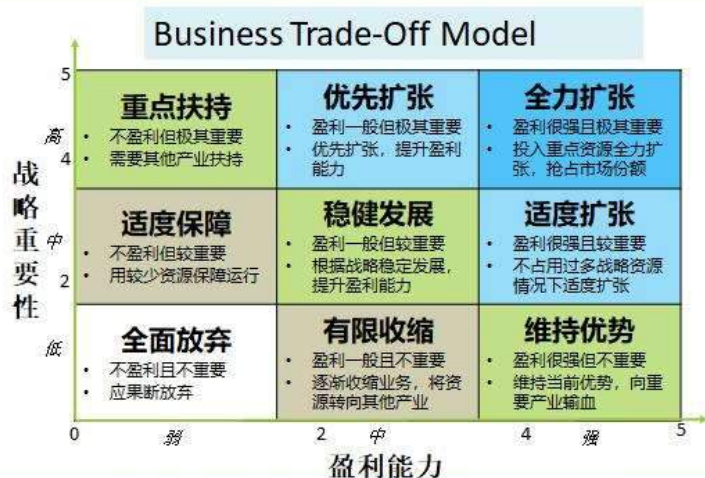 Business Trade-Off Model
战略重要性
5
高
4
中
2
低
重点扶持
• 不盈利但极其重要
• 需要其他产业扶持
优先扩张
• 盈利一般但极其重要
• 优先扩张，提升盈利
能力
全力扩张
• 盈利很强且极其重要
• 投入重点资源全力扩
张，抢占市场份额
适度保障
• 不盈利但较重要
• 用较少资源保障运行
稳健发展
• 盈利一般但较重要
• 根据战略稳定发展，
提升盈利能力
适度扩张
• 盈利很强且较重要
• 不占用过多战略资源
情况下适度扩张
全面放弃
• 不盈利且不重要
• 应果断放弃
有限收缩
• 盈利一般且不重要
• 逐渐收缩业务，将资
源转向其他产业
维持优势
• 盈利很强但不重要
• 维持当前优势，向重
要产业输血
0 弱 2 中 4 强 5
盈利能力